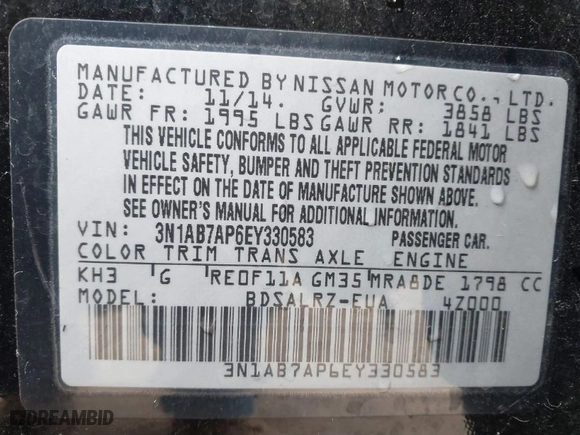 MANUFACTURED BY NISSAN MOTOR CO., LTD.
DATE: 11/14. GVWR: 3858 LBS
GAWR FR: 1995 LBS GAWR RR: 1841 LBS
THIS VEHICLE CONFORMS TO ALL APPLICABLE FEDERAL MOTOR
VEHICLE SAFETY, BUMPER AND THEFT PREVENTION STANDARDS
IN EFFECT ON THE DATE OF MANUFACTURE SHOWN ABOVE.
SEE OWNER'S MANUAL FOR ADDITIONAL INFORMATION.
VIN: 3N1AB7AP6EY330583 PASSENGER CAR.
COLOR TRIM TRANS AXLE ENGINE
KH3 G RE0F11A GM35 MRA8DE 1798 CC
MODEL: BDSALRZ-EUA 4Z000
3N1AB7AP6EY330583
DREAMBID